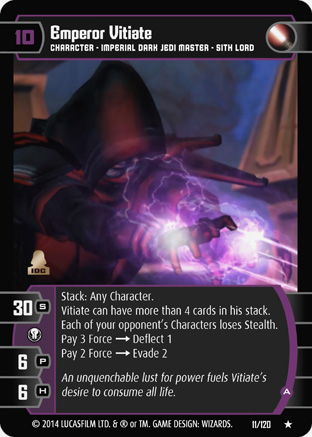 10 Emperor Vitiate
CHARACTER • IMPERIAL DARK JEDI MASTER • SITH LORD
IDC
30 S
6 P
6 H
Stack: Any Character.
Vitiate can have more than 4 cards in his stack.
Each of your opponent's Characters loses Stealth.
Pay 3 Force → Deflect 1
Pay 2 Force → Evade 2
An unquenchable lust for power fuels Vitiate's
desire to consume all life.
A
© 2014 LUCASFILM LTD. & ® or TM. GAME DESIGN: WIZARDS. 11/120 ★